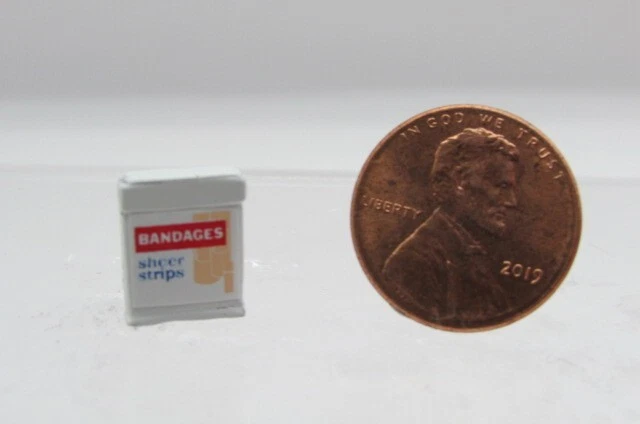 BANDAGES
sheer
strips
IN GOD WE TRUST
LIBERTY
2019